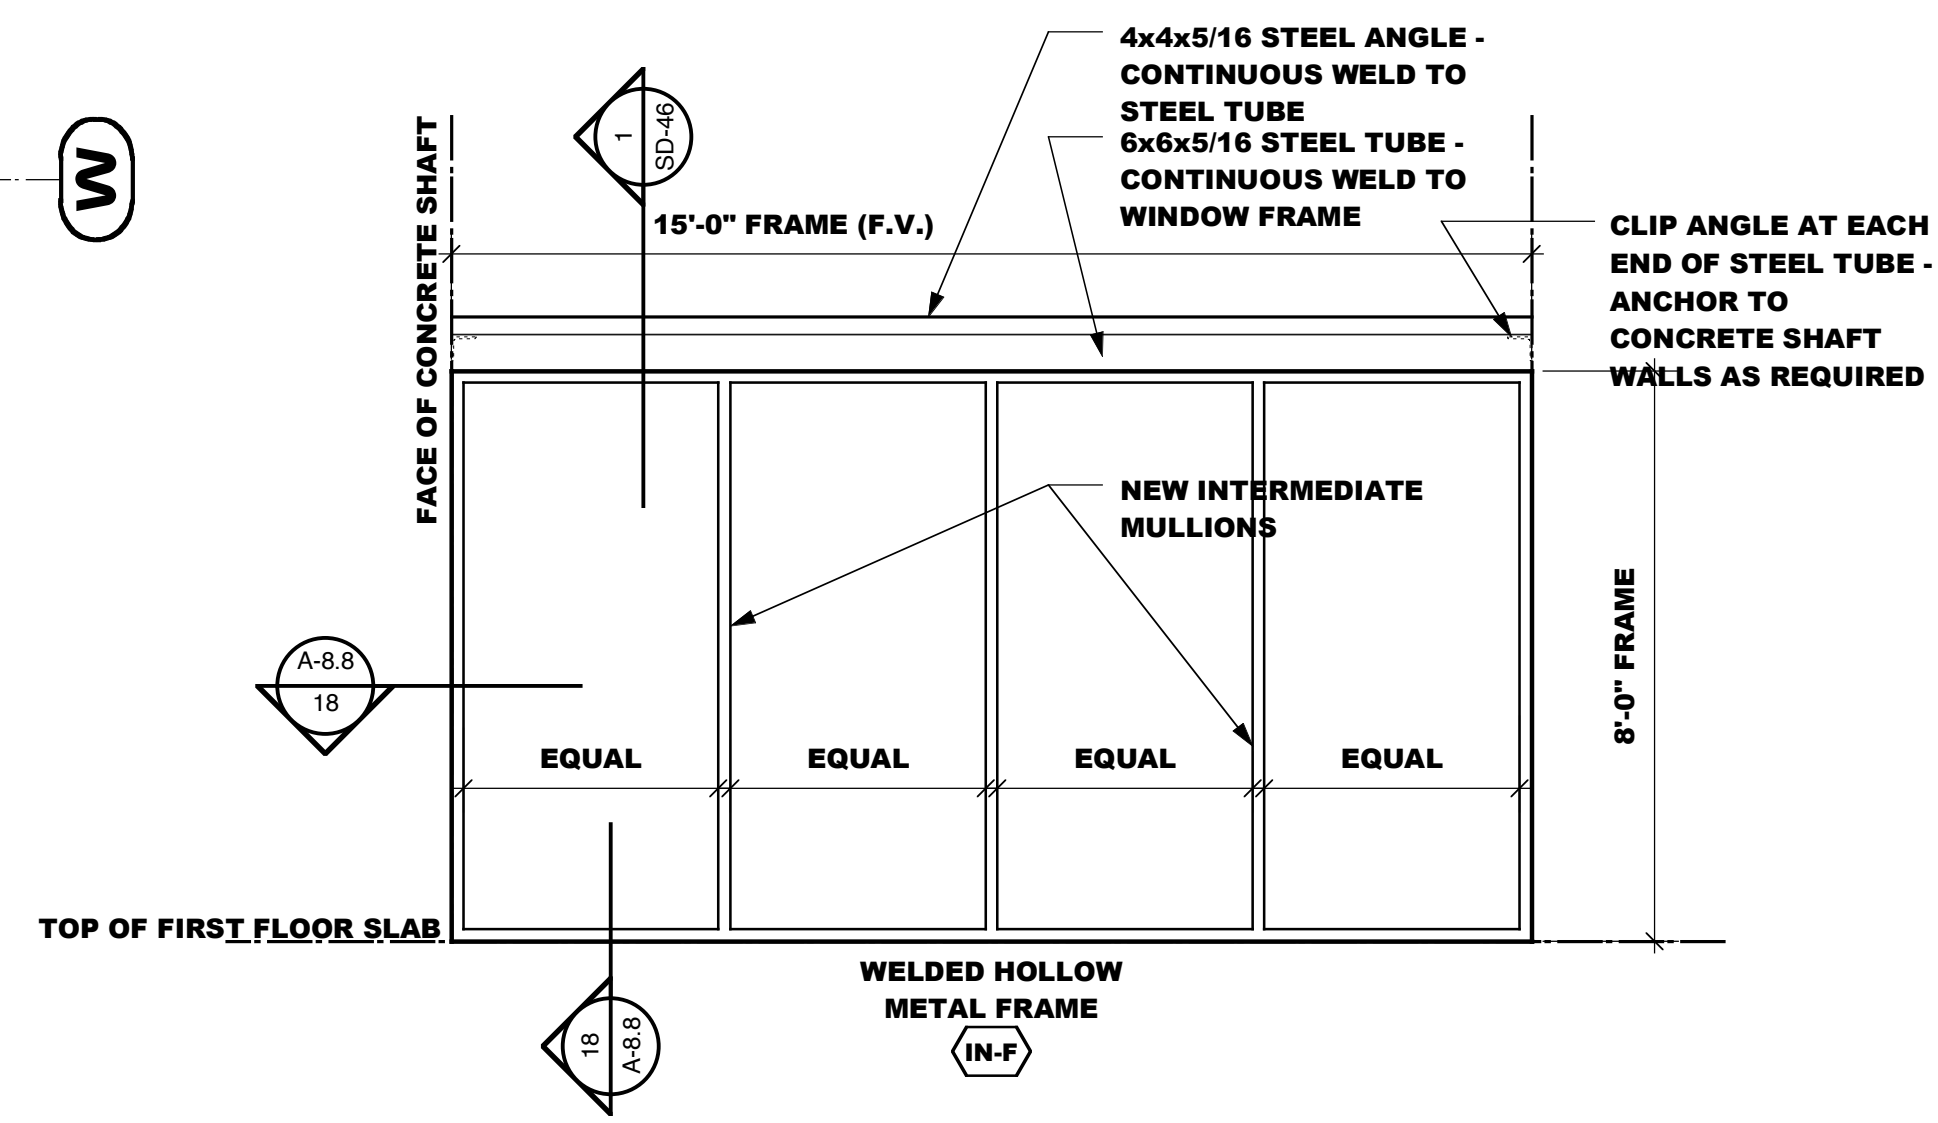 4x4x5/16 STEEL ANGLE -
CONTINUOUS WELD TO
STEEL TUBE
6x6x5/16 STEEL TUBE -
CONTINUOUS WELD TO
WINDOW FRAME
W
FACE OF CONCRETE SHAFT
1
SD-46
15'-0" FRAME (F.V.)
CLIP ANGLE AT EACH
END OF STEEL TUBE -
ANCHOR TO
CONCRETE SHAFT
WALLS AS REQUIRED
NEW INTERMEDIATE
MULLIONS
8'-0" FRAME
A-8.8
18
EQUAL
EQUAL
EQUAL
EQUAL
TOP OF FIRST FLOOR SLAB
WELDED HOLLOW
METAL FRAME
IN-F
18
A-8.8